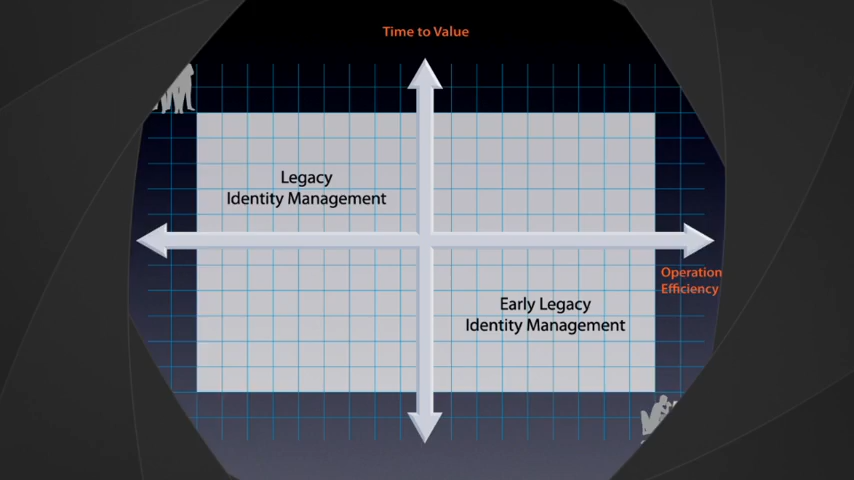 Time to Value
Legacy
Identity Management
Operation
Efficiency
Early Legacy
Identity Management